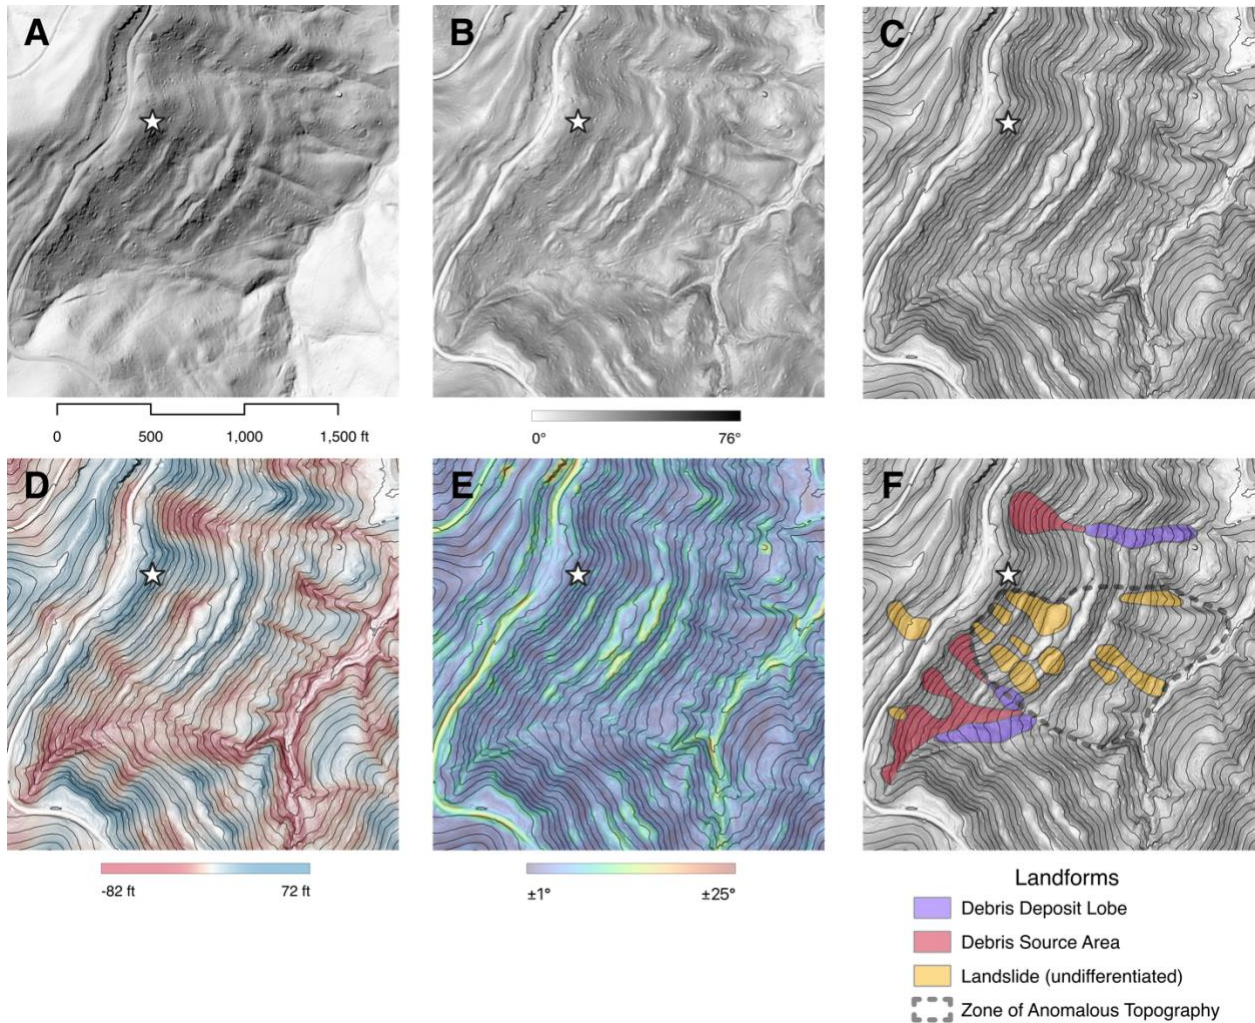 A
B
C
0
500
1,000
1,500 ft
0°
76°
D
E
F
-82 ft
72 ft
±1°
±25°
Landforms
Debris Deposit Lobe
Debris Source Area
Landslide (undifferentiated)
Zone of Anomalous Topography